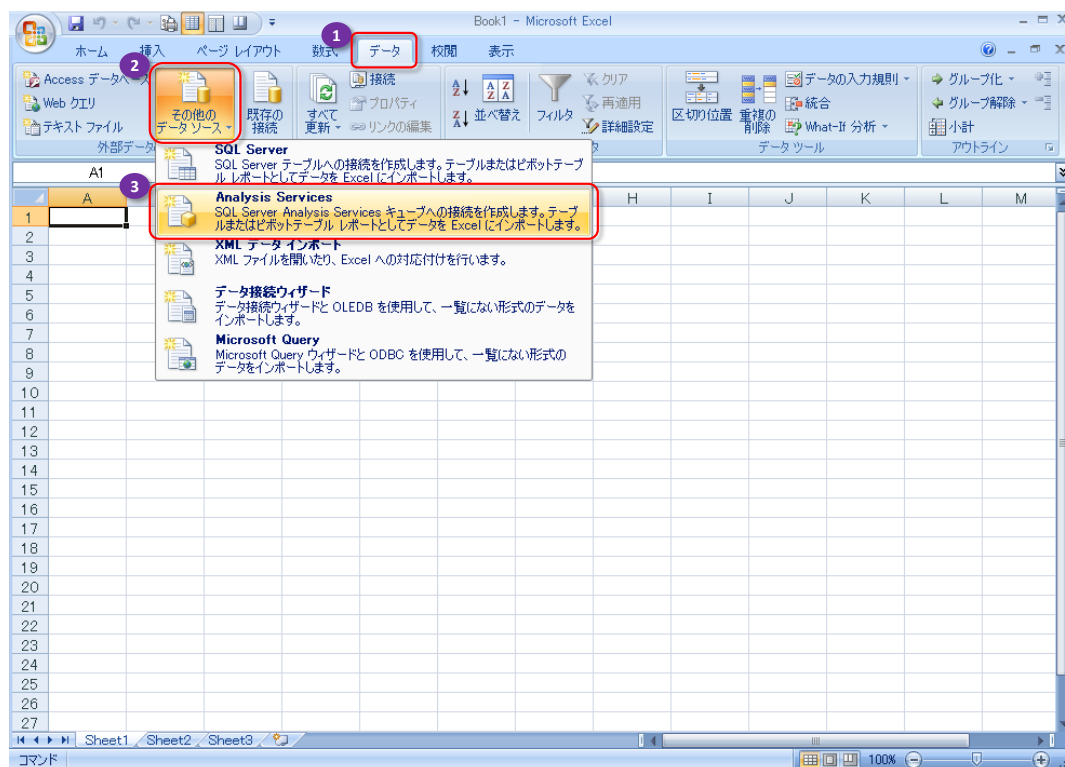 Book1 - Microsoft Excel
1
ホーム 挿入 ページ レイアウト 数式 データ 校閲 表示
2
Access データベース
Web クエリ
テキスト ファイル
その他の
データ ソース
既存の
接続
すべて
更新
接続
プロパティ
リンクの編集
並べ替え
フィルタ
クリア
再適用
詳細設定
区切り位置
重複の
削除
データの入力規則
統合
What-If 分析
グループ化
グループ解除
小計
外部データ
データ ツール
アウトライン
A1
SQL Server
SQL Server テーブルへの接続を作成します。テーブルまたはピボットテーブ
ル レポートとしてデータを Excel にインポートします。
3
Analysis Services
SQL Server Analysis Services キューブへの接続を作成します。テーブ
ルまたはピボットテーブル レポートとしてデータを Excel にインポートします。
XML データ インポート
XML ファイルを開いたり、Excel への対応付けを行います。
データ接続ウィザード
データ接続ウィザードと OLEDB を使用して、一覧にない形式のデータを
インポートします。
Microsoft Query
Microsoft Query ウィザードと ODBC を使用して、一覧にない形式の
データをインポートします。
A H I J K L M
1
2
3
4
5
6
7
8
9
10
11
12
13
14
15
16
17
18
19
20
21
22
23
24
25
26
27
Sheet1 Sheet2 Sheet3
コマンド 100%